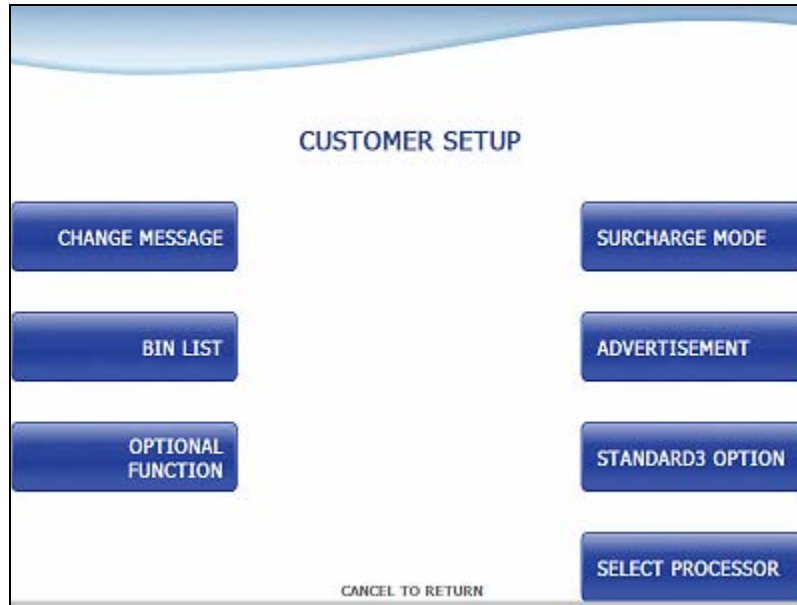 CUSTOMER SETUP
CHANGE MESSAGE
SURCHARGE MODE
BIN LIST
ADVERTISEMENT
OPTIONAL
FUNCTION
STANDARD3 OPTION
SELECT PROCESSOR
CANCEL TO RETURN